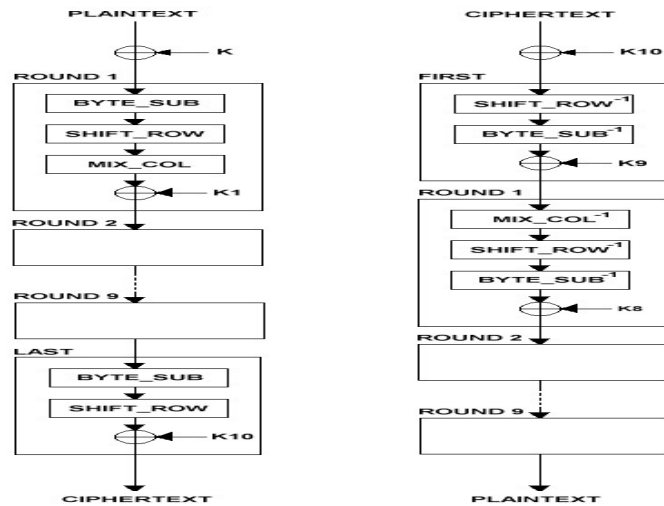 PLAINTEXT
K
ROUND 1
BYTE_SUB
SHIFT_ROW
MIX_COL
K1
ROUND 2
ROUND 9
LAST
BYTE_SUB
SHIFT_ROW
K10
CIPHERTEXT
CIPHERTEXT
K10
FIRST
SHIFT_ROW⁻¹
BYTE_SUB⁻¹
K9
ROUND 1
MIX_COL⁻¹
SHIFT_ROW⁻¹
BYTE_SUB⁻¹
K8
ROUND 2
ROUND 9
PLAINTEXT